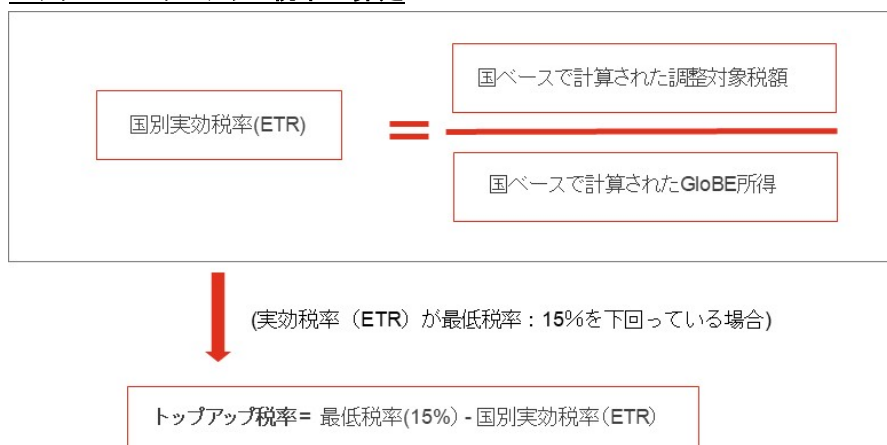 国ベースで計算された調整対象税額
国別実効税率(ETR)
国ベースで計算されたGloBE所得
(実効税率（ETR）が最低税率：15%を下回っている場合)
トップアップ税率= 最低税率(15%) - 国別実効税率（ETR）